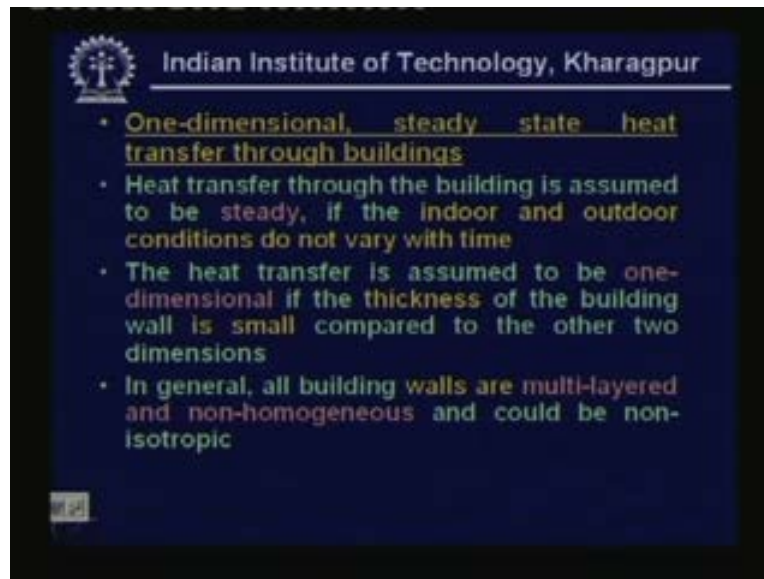 Indian Institute of Technology, Kharagpur
• One-dimensional, steady state heat
transfer through buildings
• Heat transfer through the building is assumed
to be steady, if the indoor and outdoor
conditions do not vary with time
• The heat transfer is assumed to be one-
dimensional if the thickness of the building
wall is small compared to the other two
dimensions
• In general, all building walls are multi-layered
and non-homogeneous and could be non-
isotropic